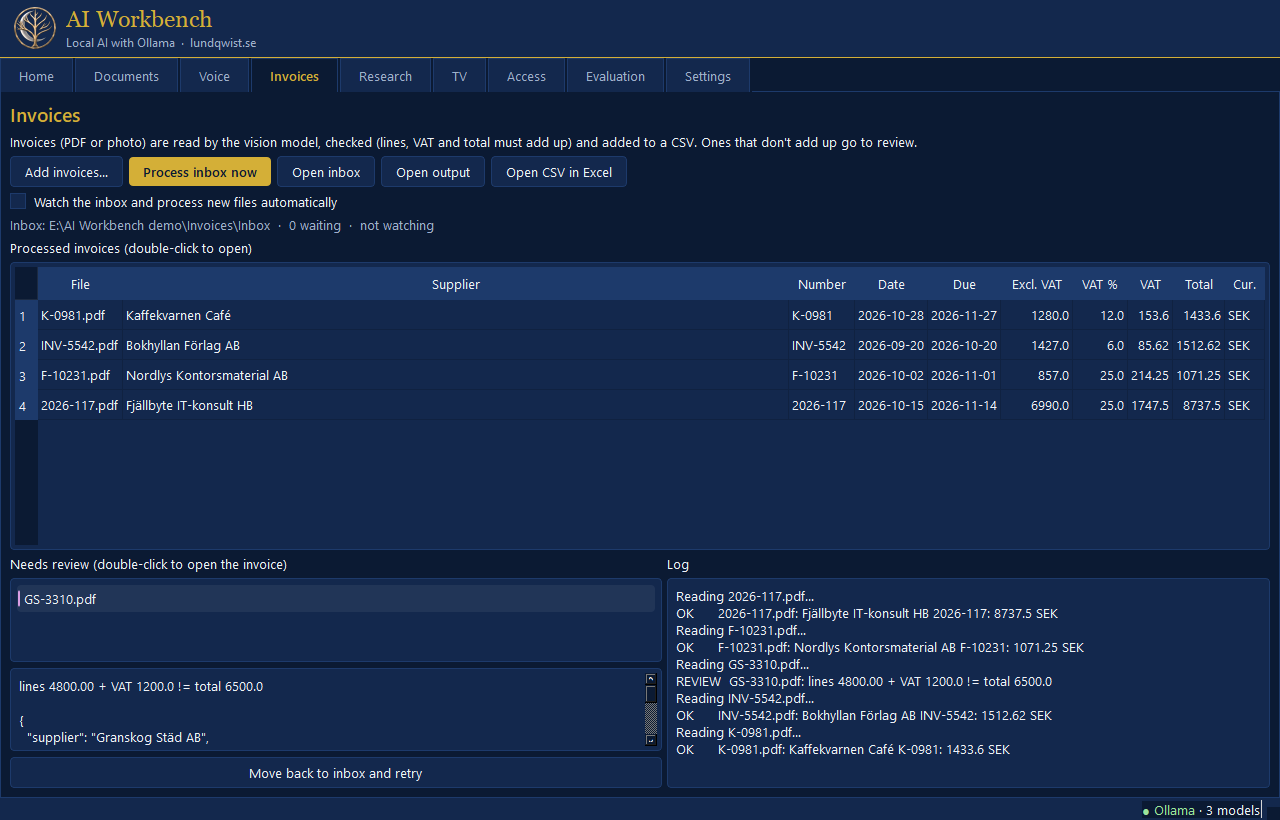 AI Workbench
Local AI with Ollama · lundqwist.se
Home Documents Voice Invoices Research TV Access Evaluation Settings
Invoices
Invoices (PDF or photo) are read by the vision model, checked (lines, VAT and total must add up) and added to a CSV. Ones that don't add up go to review.
Add invoices... Process inbox now Open inbox Open output Open CSV in Excel
Watch the inbox and process new files automatically
Inbox: E:\AI Workbench demo\Invoices\Inbox · 0 waiting · not watching
Processed invoices (double-click to open)
File Supplier Number Date Due Excl. VAT VAT % VAT Total Cur.
1 K-0981.pdf Kaffekvarnen Café K-0981 2026-10-28 2026-11-27 1280.0 12.0 153.6 1433.6 SEK
2 INV-5542.pdf Bokhyllan Förlag AB INV-5542 2026-09-20 2026-10-20 1427.0 6.0 85.62 1512.62 SEK
3 F-10231.pdf Nordlys Kontorsmaterial AB F-10231 2026-10-02 2026-11-01 857.0 25.0 214.25 1071.25 SEK
4 2026-117.pdf Fjällbyte IT-konsult HB 2026-117 2026-10-15 2026-11-14 6990.0 25.0 1747.5 8737.5 SEK
Needs review (double-click to open the invoice)
GS-3310.pdf
lines 4800.00 + VAT 1200.0 != total 6500.0
{
"supplier": "Granskog Städ AB",
Move back to inbox and retry
Log
Reading 2026-117.pdf...
OK 2026-117.pdf: Fjällbyte IT-konsult HB 2026-117: 8737.5 SEK
Reading F-10231.pdf...
OK F-10231.pdf: Nordlys Kontorsmaterial AB F-10231: 1071.25 SEK
Reading GS-3310.pdf...
REVIEW GS-3310.pdf: lines 4800.00 + VAT 1200.0 != total 6500.0
Reading INV-5542.pdf...
OK INV-5542.pdf: Bokhyllan Förlag AB INV-5542: 1512.62 SEK
Reading K-0981.pdf...
OK K-0981.pdf: Kaffekvarnen Café K-0981: 1433.6 SEK
● Ollama · 3 models